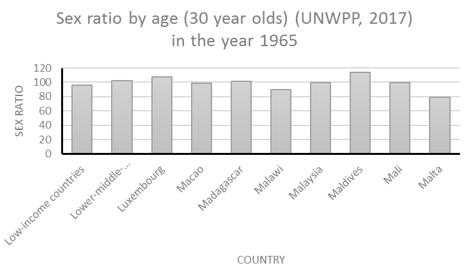 Sex ratio by age (30 year olds) (UNWPP, 2017)
in the year 1965
SEX RATIO
120
100
80
60
40
20
0
Low-income countries
Lower-middle-...
Luxembourg
Macao
Madagascar
Malawi
Malaysia
Maldives
Mali
Malta
COUNTRY